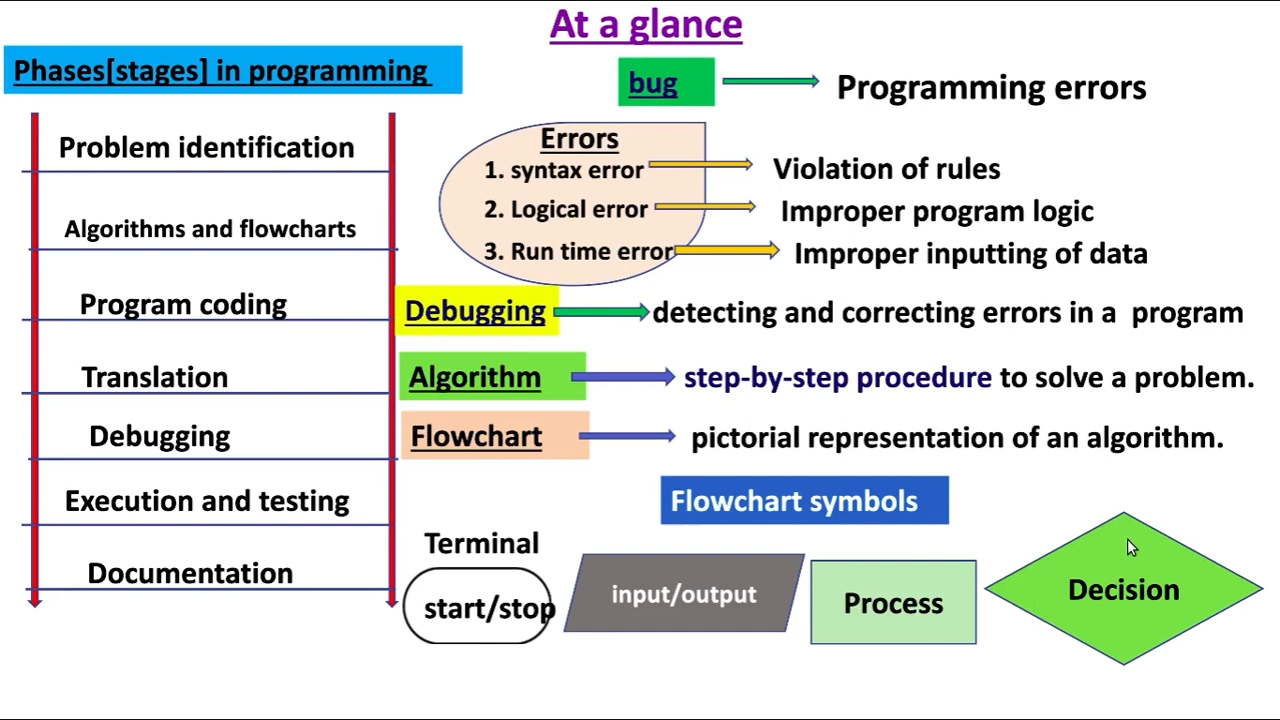 At a glance
Phases[stages] in programming
Problem identification
Algorithms and flowcharts
Program coding
Translation
Debugging
Execution and testing
Documentation
bug Programming errors
Errors
1. syntax error Violation of rules
2. Logical error Improper program logic
3. Run time error Improper inputting of data
Debugging detecting and correcting errors in a program
Algorithm step-by-step procedure to solve a problem.
Flowchart pictorial representation of an algorithm.
Flowchart symbols
Terminal
start/stop
input/output
Process
Decision